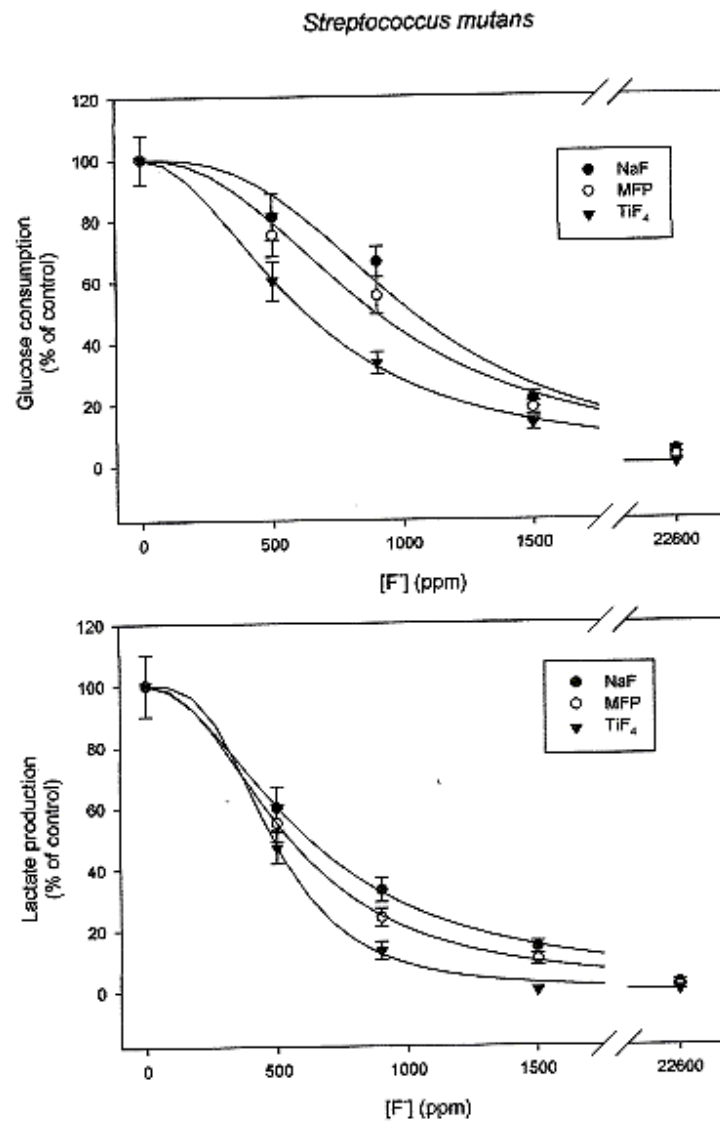 Streptococcus mutans
120
100
80
60
40
20
0
Glucose consumption
(% of control)
NaF
MFP
TiF₄
0
500
1000
1500
22600
[F⁻] (ppm)
120
100
80
60
40
20
0
Lactate production
(% of control)
NaF
MFP
TiF₄
0
500
1000
1500
22600
[F⁻] (ppm)